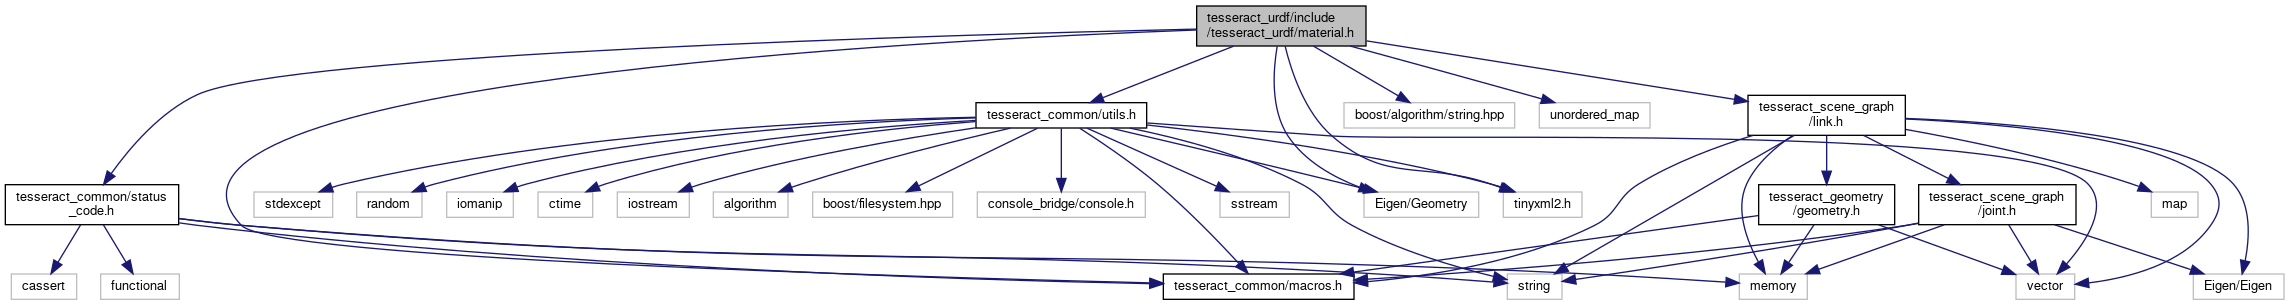 tesseract_urdf/include
/tesseract_urdf/material.h
tesseract_common/utils.h
boost/algorithm/string.hpp
unordered_map
tesseract_scene_graph
/link.h
tesseract_common/status
_code.h
stdexcept
random
iomanip
ctime
iostream
algorithm
boost/filesystem.hpp
console_bridge/console.h
sstream
Eigen/Geometry
tinyxml2.h
tesseract_geometry
/geometry.h
tesseract_scene_graph
/joint.h
map
cassert
functional
tesseract_common/macros.h
string
memory
vector
Eigen/Eigen